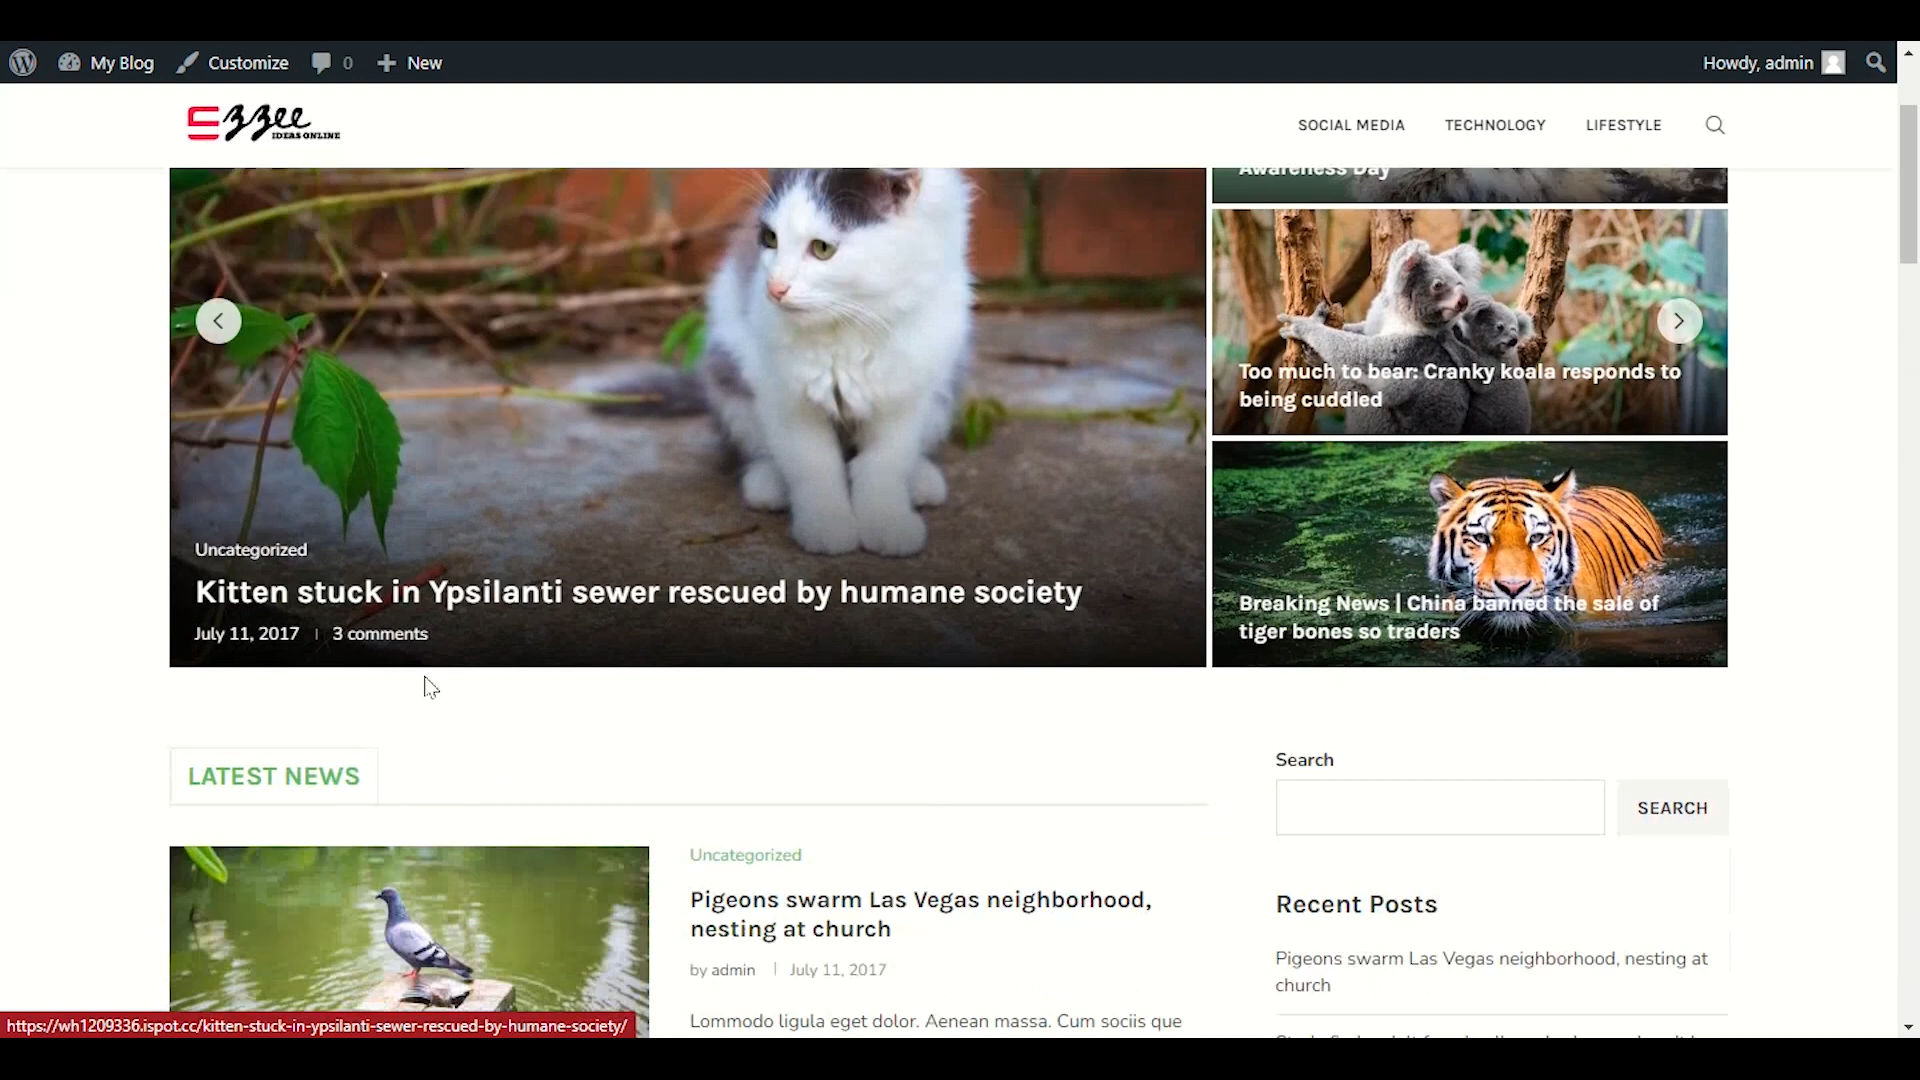 My Blog
Customize
0
New
Howdy, admin
Ezzee
IDEAS ONLINE
SOCIAL MEDIA
TECHNOLOGY
LIFESTYLE
Awareness Day
Too much to bear: Cranky koala responds to
being cuddled
Uncategorized
Kitten stuck in Ypsilanti sewer rescued by humane society
July 11, 2017 | 3 comments
Breaking News | China banned the sale of
tiger bones so traders
LATEST NEWS
Search
SEARCH
Uncategorized
Pigeons swarm Las Vegas neighborhood,
nesting at church
by admin | July 11, 2017
Lommodo ligula eget dolor. Aenean massa. Cum sociis que
Recent Posts
Pigeons swarm Las Vegas neighborhood, nesting at
church
https://wh1209336.ispot.cc/kitten-stuck-in-ypsilanti-sewer-rescued-by-humane-society/